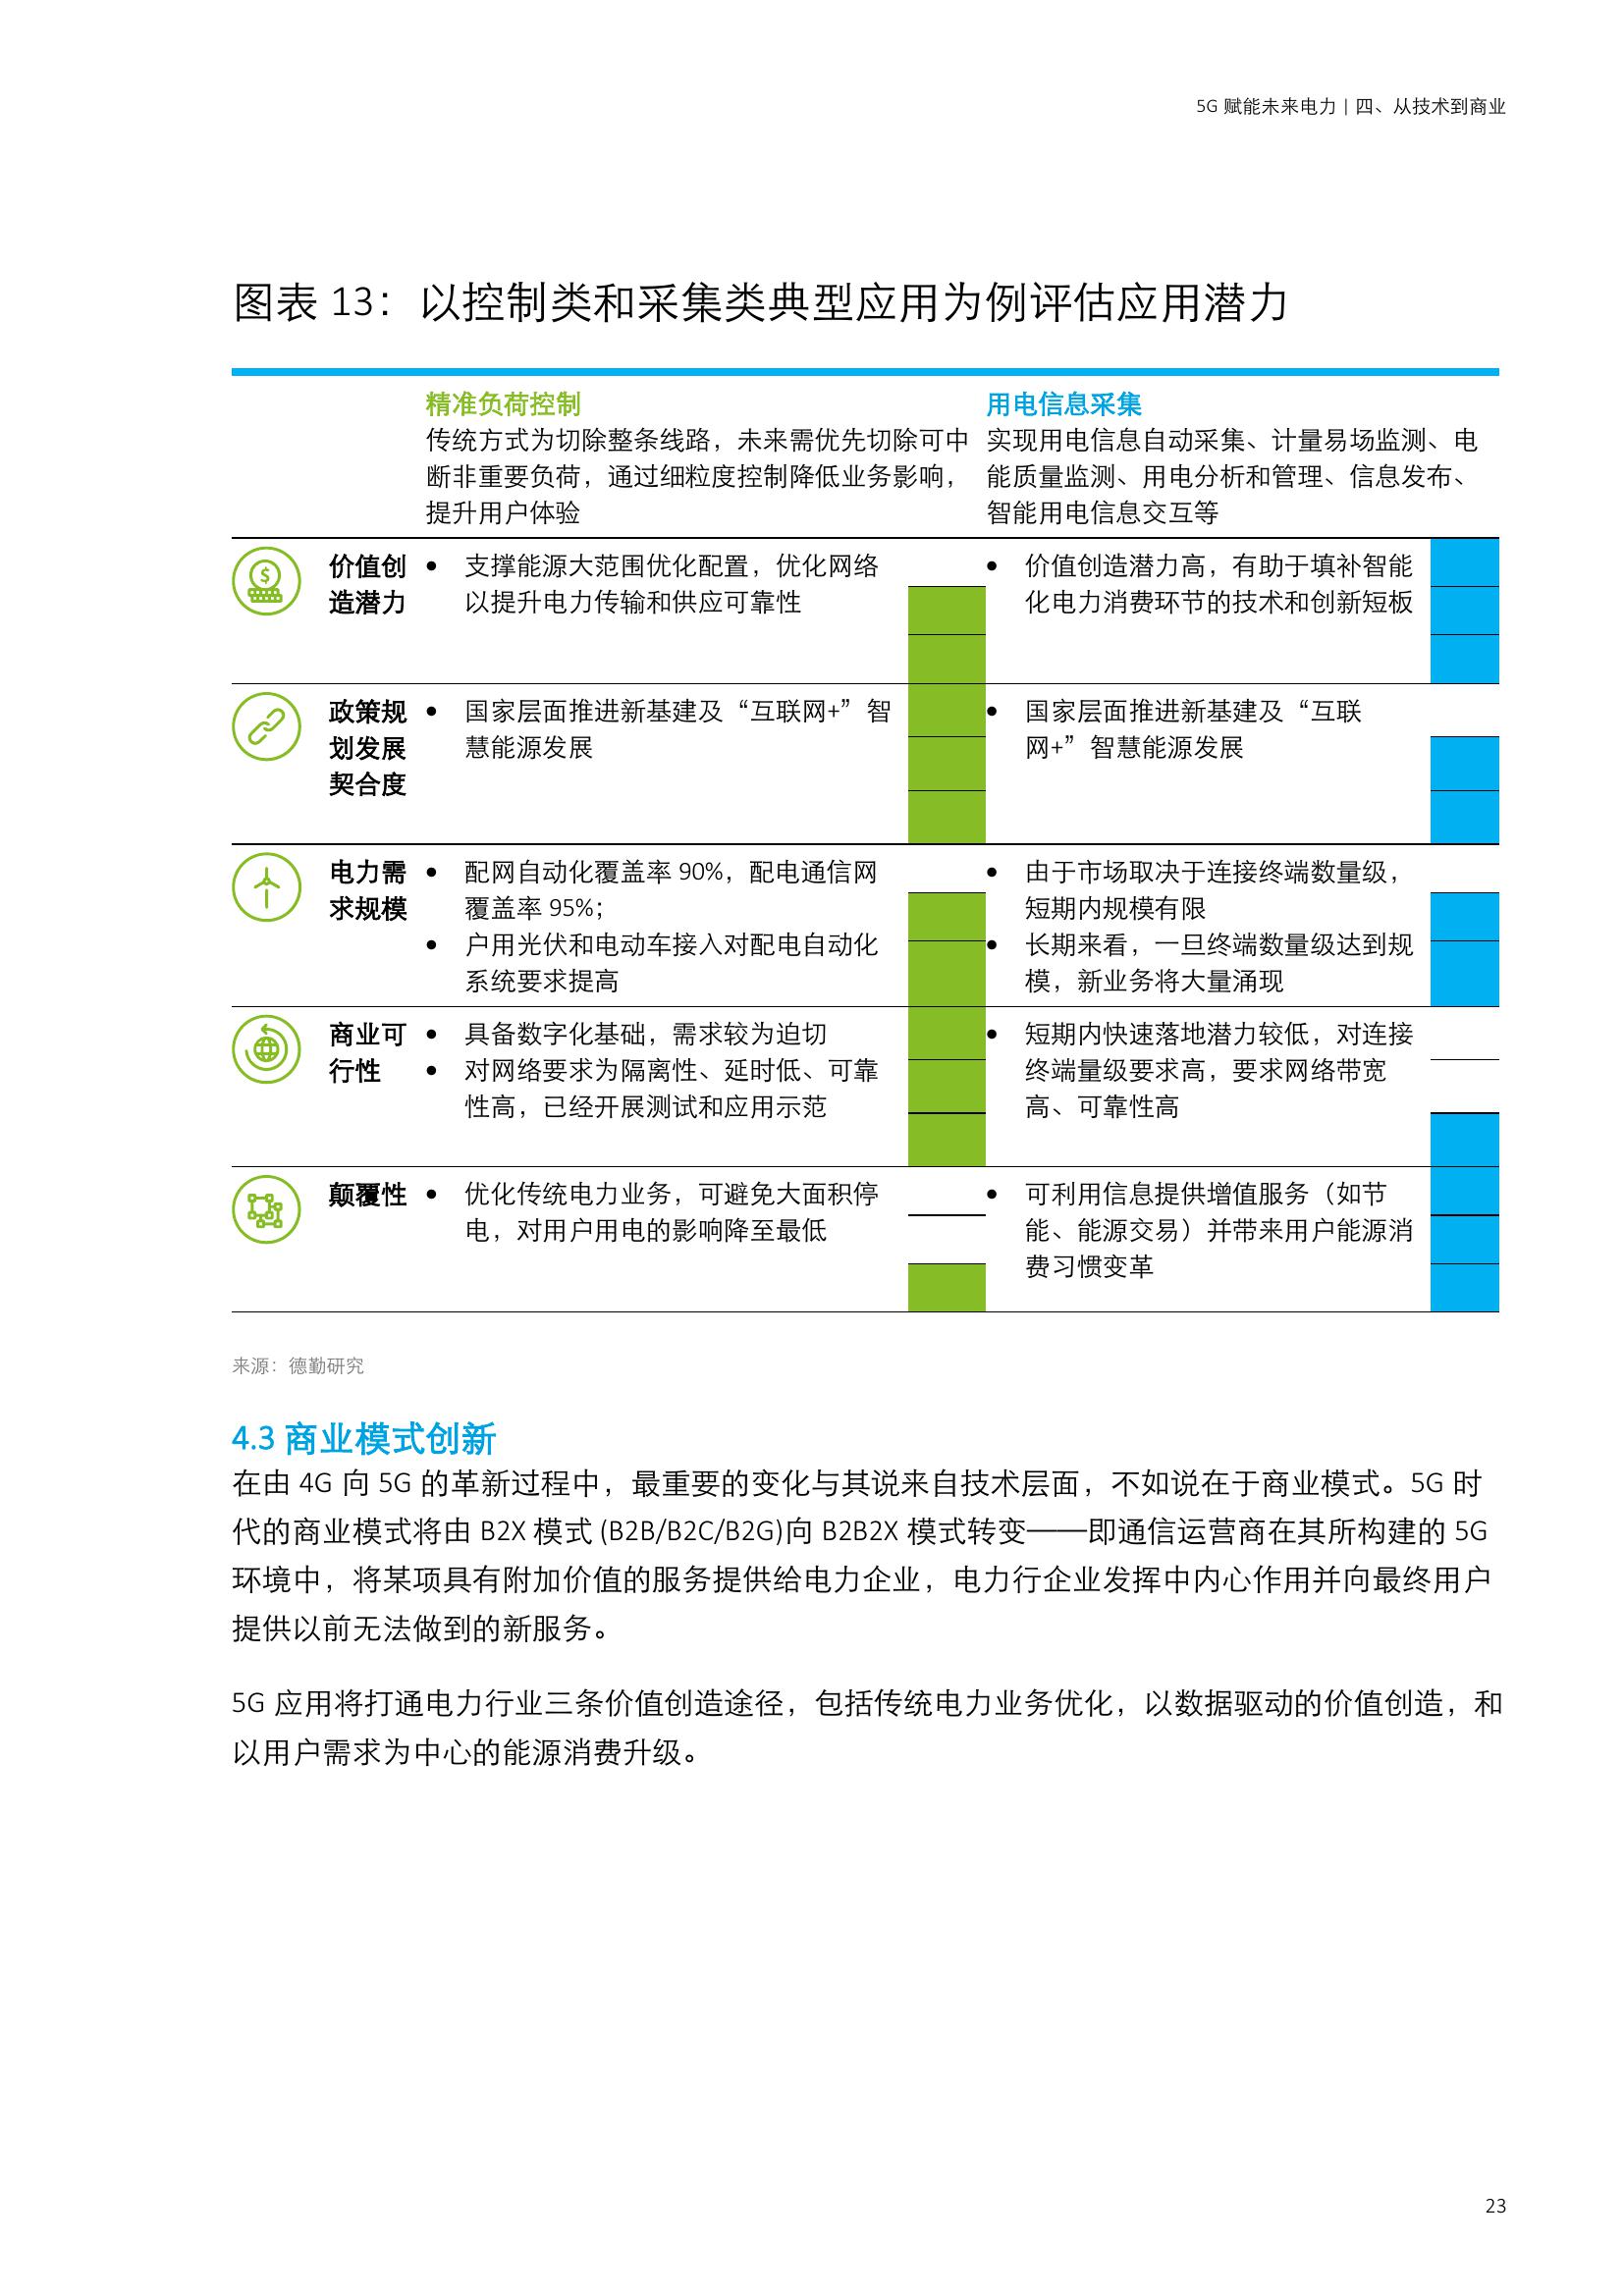 5G 赋能未来电力 | 四、从技术到商业
图表 13：以控制类和采集类典型应用为例评估应用潜力
精准负荷控制
传统方式为切除整条线路，未来需优先切除可中
断非重要负荷，通过细粒度控制降低业务影响，
提升用户体验
用电信息采集
实现用电信息自动采集、计量易场监测、电
能质量监测、用电分析和管理、信息发布、
智能用电信息交互等
价值创
造潜力
• 支撑能源大范围优化配置，优化网络
以提升电力传输和供应可靠性
• 价值创造潜力高，有助于填补智能
化电力消费环节的技术和创新短板
政策规
划发展
契合度
• 国家层面推进新基建及“互联网+”智
慧能源发展
• 国家层面推进新基建及“互联
网+”智慧能源发展
电力需
求规模
• 配网自动化覆盖率 90%，配电通信网
覆盖率 95%；
• 户用光伏和电动车接入对配电自动化
系统要求提高
• 由于市场取决于连接终端数量级，
短期内规模有限
• 长期来看，一旦终端数量级达到规
模，新业务将大量涌现
商业可
行性
• 具备数字化基础，需求较为迫切
• 对网络要求为隔离性、延时低、可靠
性高，已经开展测试和应用示范
• 短期内快速落地潜力较低，对连接
终端量级要求高，要求网络带宽
高、可靠性高
颠覆性
• 优化传统电力业务，可避免大面积停
电，对用户用电的影响降至最低
• 可利用信息提供增值服务（如节
能、能源交易）并带来用户能源消
费习惯变革
来源：德勤研究
4.3 商业模式创新
在由 4G 向 5G 的革新过程中，最重要的变化与其说来自技术层面，不如说在于商业模式。5G 时
代的商业模式将由 B2X 模式 (B2B/B2C/B2G)向 B2B2X 模式转变——即通信运营商在其所构建的 5G
环境中，将某项具有附加价值的服务提供给电力企业，电力行企业发挥中内心作用并向最终用户
提供以前无法做到的新服务。
5G 应用将打通电力行业三条价值创造途径，包括传统电力业务优化，以数据驱动的价值创造，和
以用户需求为中心的能源消费升级。
23